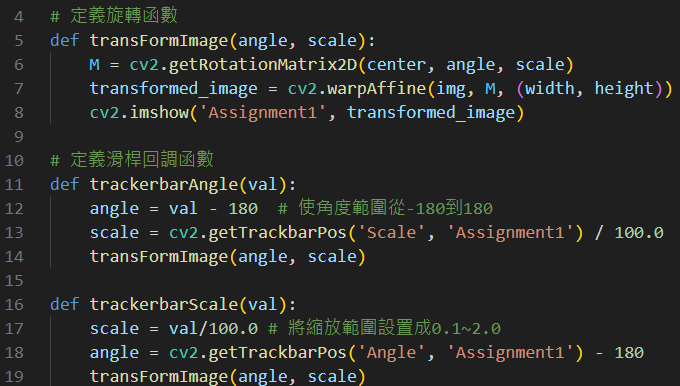 4 # 定義旋轉函數
5 def transFormImage(angle, scale):
6     M = cv2.getRotationMatrix2D(center, angle, scale)
7     transformed_image = cv2.warpAffine(img, M, (width, height))
8     cv2.imshow('Assignment1', transformed_image)
9
10 # 定義滑桿回調函數
11 def trackerbarAngle(val):
12     angle = val - 180  # 使角度範圍從-180到180
13     scale = cv2.getTrackbarPos('Scale', 'Assignment1') / 100.0
14     transFormImage(angle, scale)
15
16 def trackerbarScale(val):
17     scale = val/100.0 # 將縮放範圍設置成0.1~2.0
18     angle = cv2.getTrackbarPos('Angle', 'Assignment1') - 180
19     transFormImage(angle, scale)